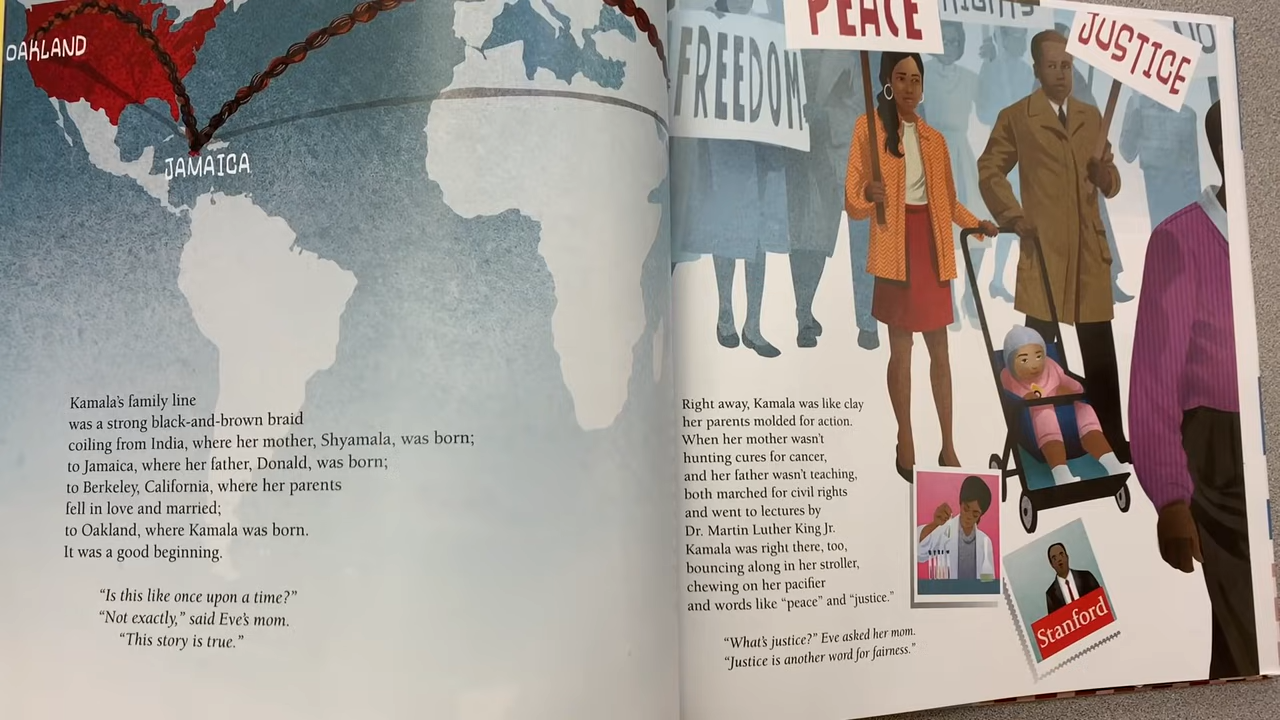 OAKLAND
JAMAICA
Kamala's family line
was a strong black-and-brown braid
coiling from India, where her mother, Shyamala, was born;
to Jamaica, where her father, Donald, was born;
to Berkeley, California, where her parents
fell in love and married;
to Oakland, where Kamala was born.
It was a good beginning.
“Is this like once upon a time?”
“Not exactly,” said Eve's mom.
“This story is true.”
PEACE
RIGHTS
JUSTICE
FREEDOM
Right away, Kamala was like clay
her parents molded for action.
When her mother wasn't
hunting cures for cancer,
and her father wasn't teaching,
both marched for civil rights
and went to lectures by
Dr. Martin Luther King Jr.
Kamala was right there, too,
bouncing along in her stroller,
chewing on her pacifier
and words like “peace” and “justice.”
Stanford
“What's justice?” Eve asked her mom.
“Justice is another word for fairness.”